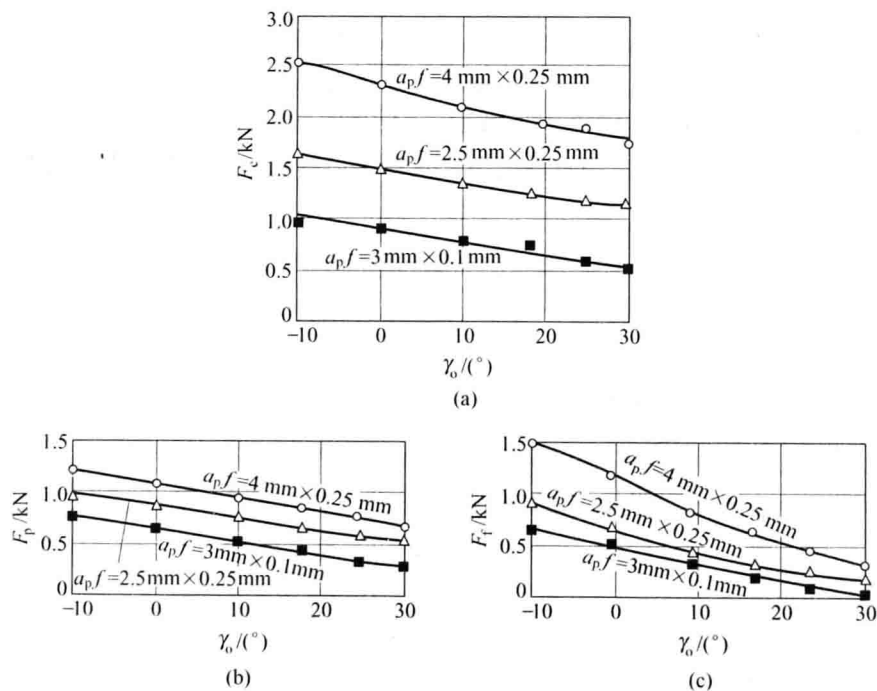 3.0
2.5
2.0
1.5
1.0
0.5
0
F_c/kN
a_p f=4 mm×0.25 mm
a_p f=2.5 mm×0.25 mm
a_p f=3 mm×0.1 mm
-10 0 10 20 30
γ_o/(°)
(a)
1.5
1.0
0.5
0
F_p/kN
a_p f=4 mm×0.25 mm
a_p f=3mm×0.1mm
a_p f=2.5mm×0.25mm
-10 0 10 20 30
γ_o/(°)
(b)
1.5
1.0
0.5
0
F_f/kN
a_p f=4 mm×0.25
a_p f=2.5 mm×0.25mm
a_p f=3mm×0.1mm
-10 0 10 20 30
γ_o/(°)
(c)